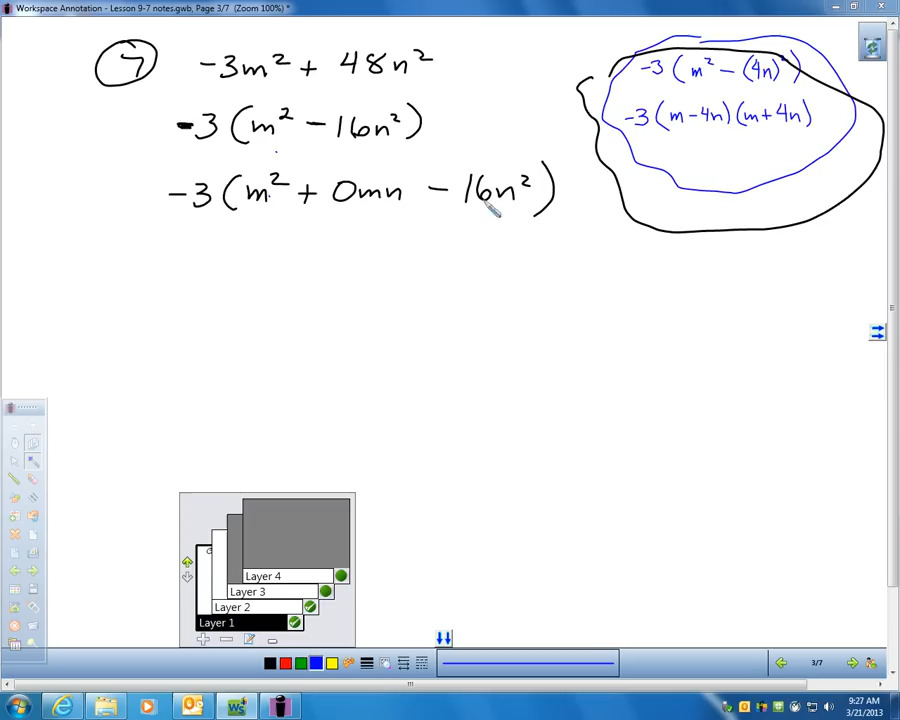 Workspace Annotation - Lesson 9-7 notes.gwb, Page 3/7 (Zoom 100%) *
7
-3m² + 48n²
-3(m² - 16n²)
-3(m² + 0mn - 16n²)
-3(m² - (4n)²)
-3(m - 4n)(m + 4n)
Layer 4
Layer 3
Layer 2
Layer 1
3/7
9:27 AM
3/21/2013